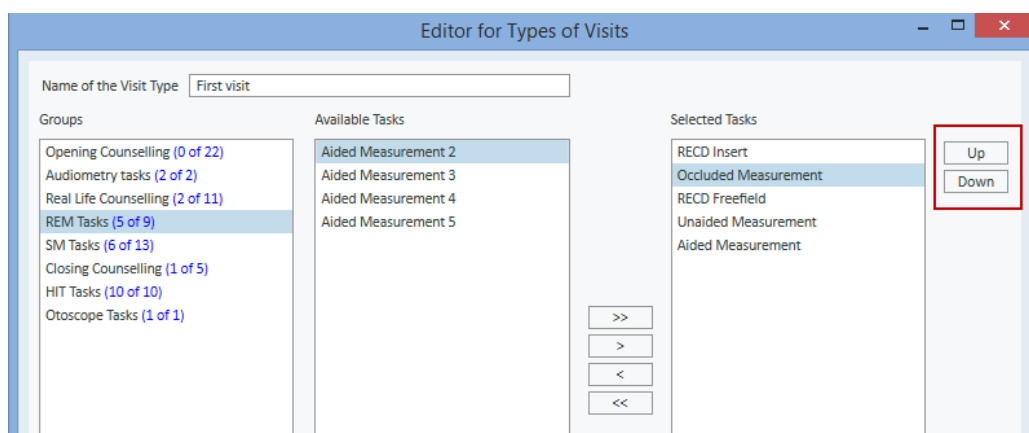 Editor for Types of Visits
Name of the Visit Type First visit
Groups
Opening Counselling (0 of 22)
Audiometry tasks (2 of 2)
Real Life Counselling (2 of 11)
REM Tasks (5 of 9)
SM Tasks (6 of 13)
Closing Counselling (1 of 5)
HIT Tasks (10 of 10)
Otoscope Tasks (1 of 1)
Available Tasks
Aided Measurement 2
Aided Measurement 3
Aided Measurement 4
Aided Measurement 5
>>
>
<
<<
Selected Tasks
RECD Insert
Occluded Measurement
RECD Freefield
Unaided Measurement
Aided Measurement
Up
Down